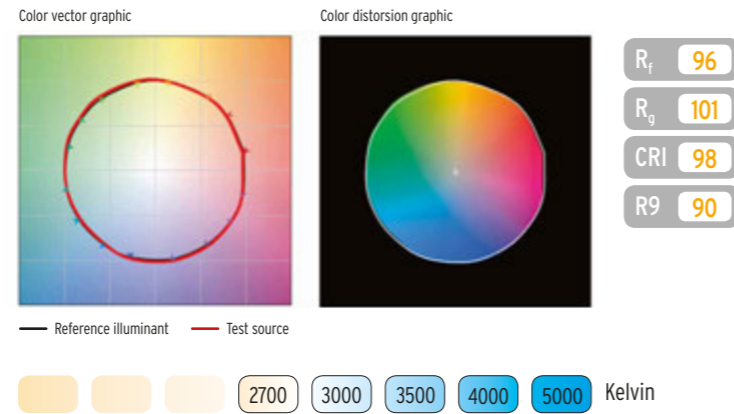 Color vector graphic
Color distorsion graphic
Rf 96
Rg 101
CRI 98
R9 90
Reference illuminant Test source
2700 3000 3500 4000 5000 Kelvin